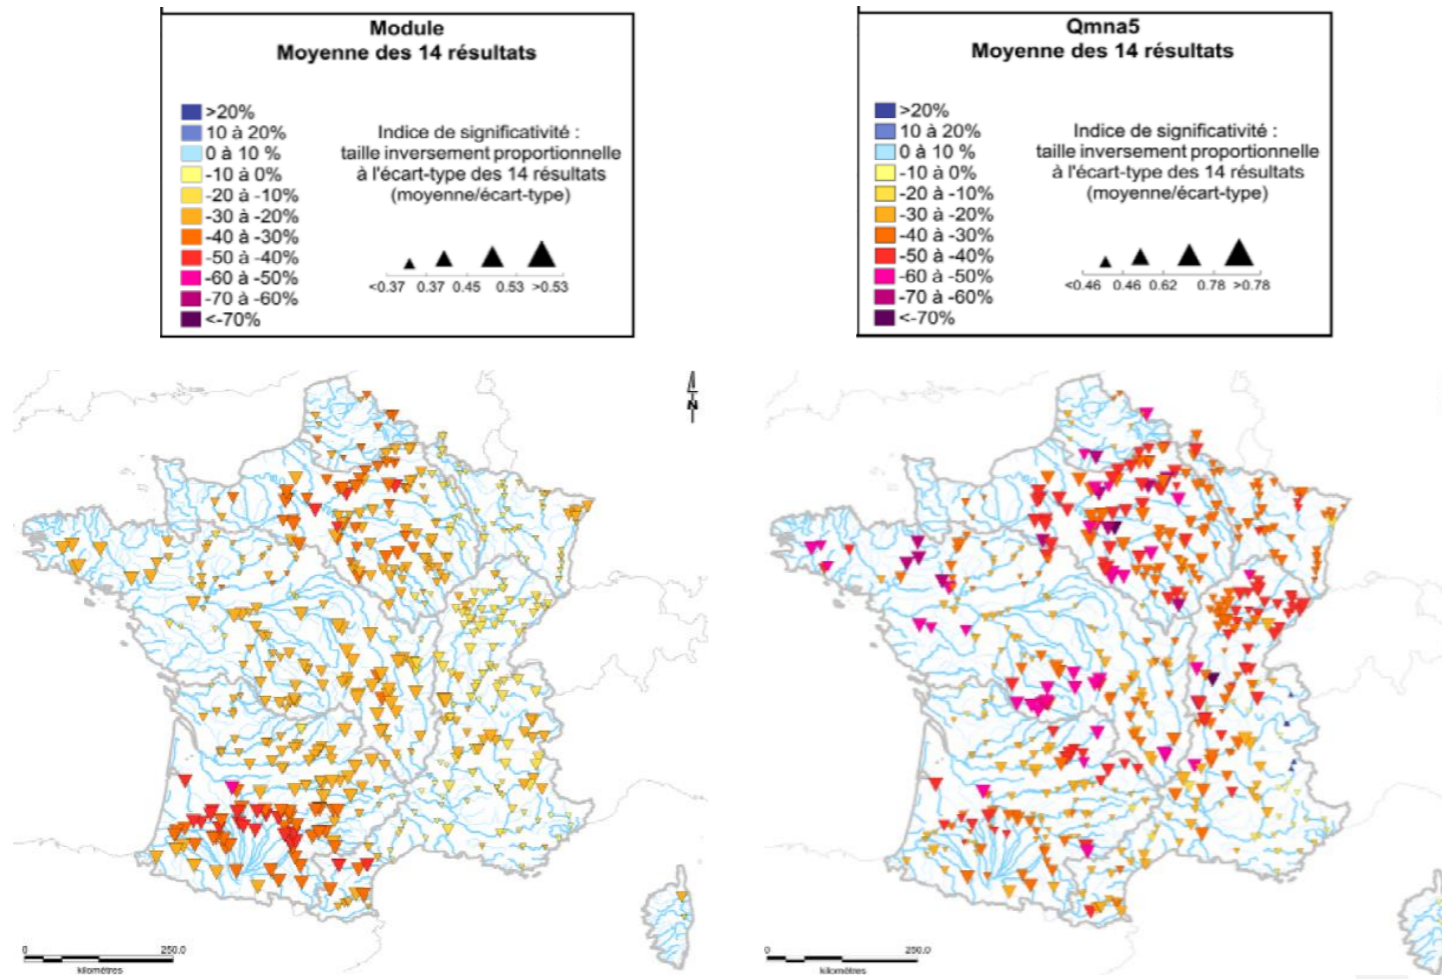 Module
Moyenne des 14 résultats
>20%
10 à 20%
0 à 10 %
-10 à 0%
-20 à -10%
-30 à -20%
-40 à -30%
-50 à -40%
-60 à -50%
-70 à -60%
<-70%
Indice de significativité :
taille inversement proportionnelle
à l'écart-type des 14 résultats
(moyenne/écart-type)
<0.37 0.37 0.45 0.53 >0.53
Qmna5
Moyenne des 14 résultats
>20%
10 à 20%
0 à 10 %
-10 à 0%
-20 à -10%
-30 à -20%
-40 à -30%
-50 à -40%
-60 à -50%
-70 à -60%
<-70%
Indice de significativité :
taille inversement proportionnelle
à l'écart-type des 14 résultats
(moyenne/écart-type)
<0.46 0.46 0.62 0.78 >0.78
N
0 250.0
kilomètres
0 250.0
kilomètres